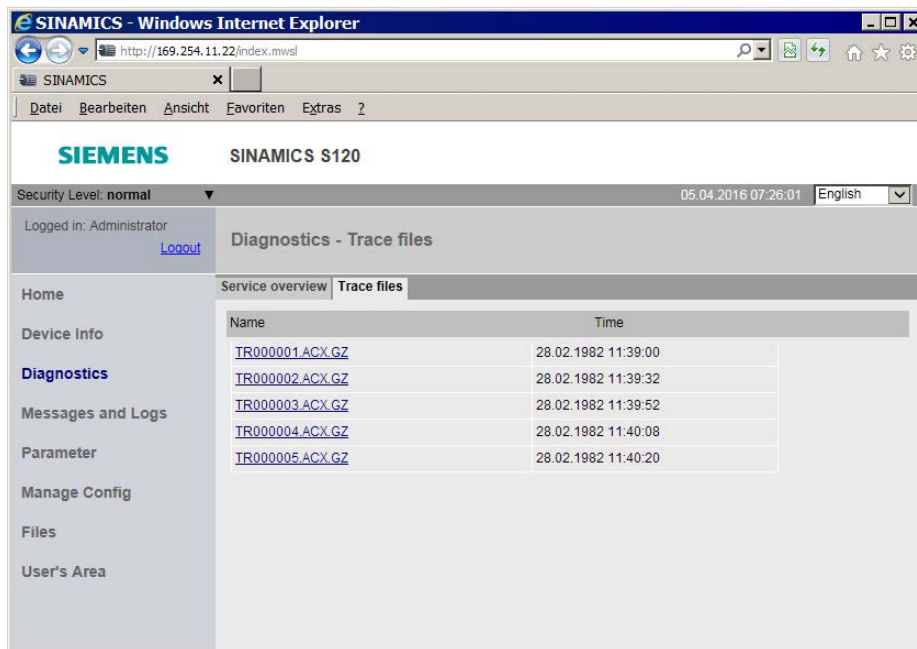 SINAMICS - Windows Internet Explorer
http://169.254.11.22/index.mwsl
SINAMICS
Datei Bearbeiten Ansicht Favoriten Extras ?
SIEMENS SINAMICS S120
Security Level: normal 05.04.2016 07:26:01 English
Logged in: Administrator
Logout
Diagnostics - Trace files
Service overview Trace files
Home
Device Info
Diagnostics
Messages and Logs
Parameter
Manage Config
Files
User's Area
Name Time
TR000001.ACX.GZ 28.02.1982 11:39:00
TR000002.ACX.GZ 28.02.1982 11:39:32
TR000003.ACX.GZ 28.02.1982 11:39:52
TR000004.ACX.GZ 28.02.1982 11:40:08
TR000005.ACX.GZ 28.02.1982 11:40:20